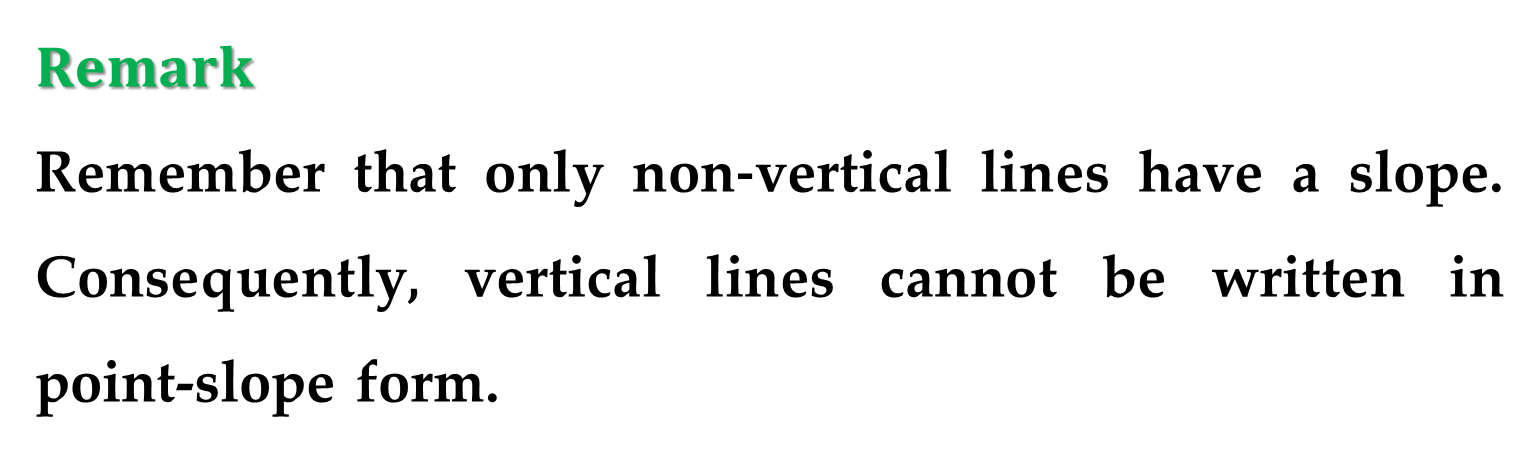 Remark
Remember that only non-vertical lines have a slope.
Consequently, vertical lines cannot be written in
point-slope form.